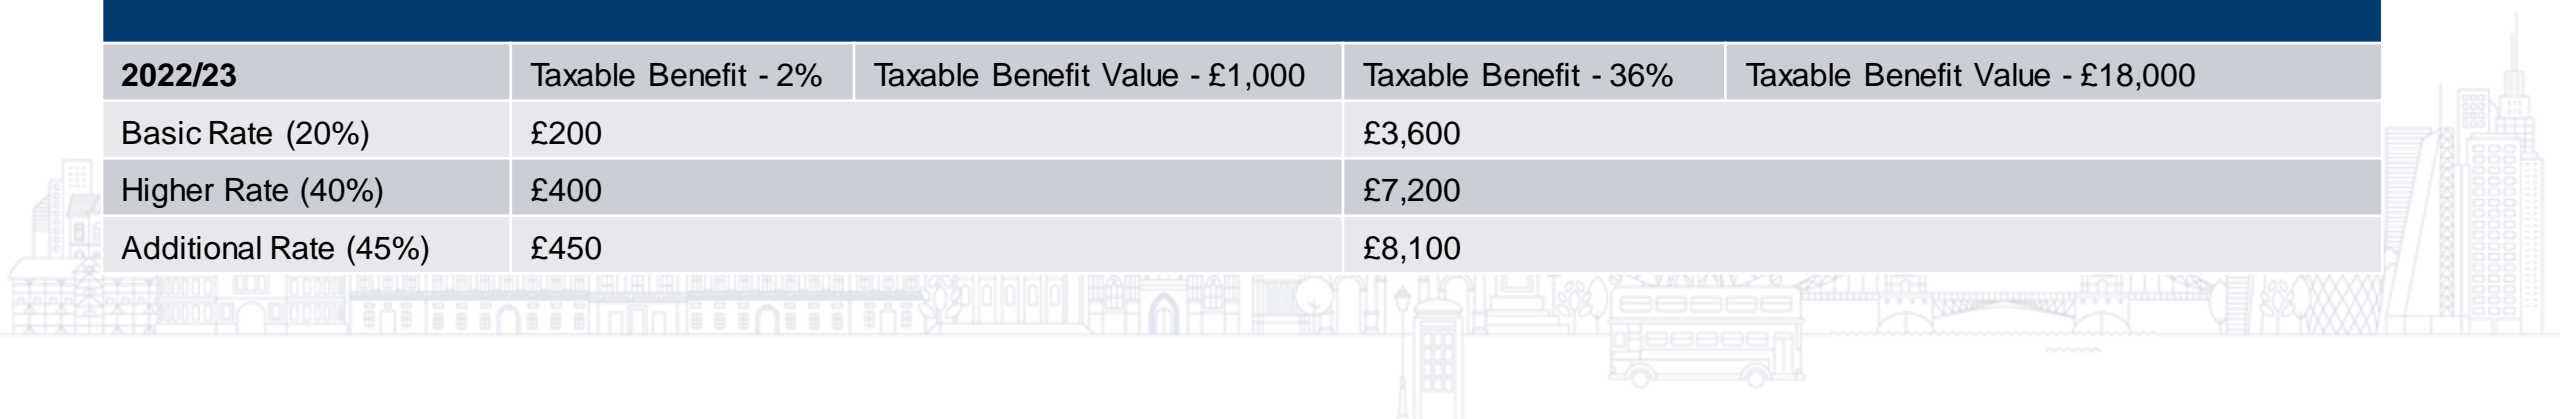 2022/23 Taxable Benefit - 2% Taxable Benefit Value - £1,000 Taxable Benefit - 36% Taxable Benefit Value - £18,000
Basic Rate (20%) £200 £3,600
Higher Rate (40%) £400 £7,200
Additional Rate (45%) £450 £8,100